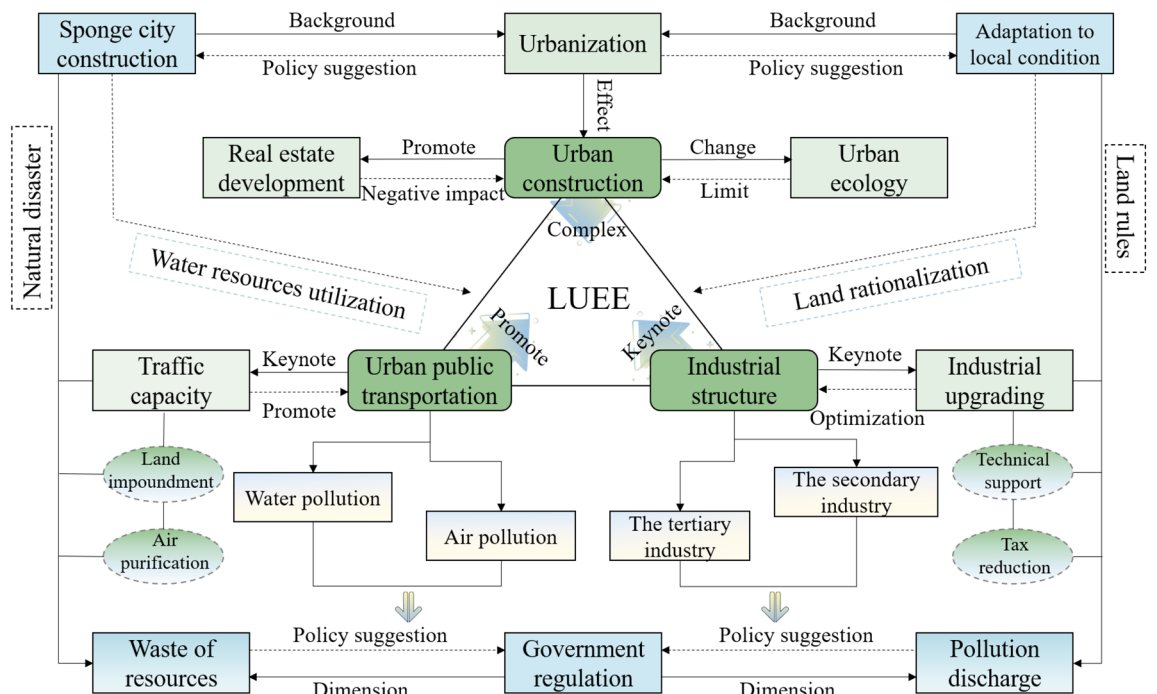 Sponge city
construction
Background
Policy suggestion
Urbanization
Background
Policy suggestion
Adaptation to
local condition
Effect
Natural disaster
Land rules
Real estate
development
Promote
Negative impact
Urban
construction
Change
Limit
Urban
ecology
Complex
Water resources utilization
LUEE
Land rationalization
Promote
Keynote
Traffic
capacity
Keynote
Promote
Urban public
transportation
Industrial
structure
Keynote
Optimization
Industrial
upgrading
Land
impoundment
Air
purification
Water pollution
Air pollution
The tertiary
industry
The secondary
industry
Technical
support
Tax
reduction
Waste of
resources
Policy suggestion
Dimension
Government
regulation
Policy suggestion
Dimension
Pollution
discharge